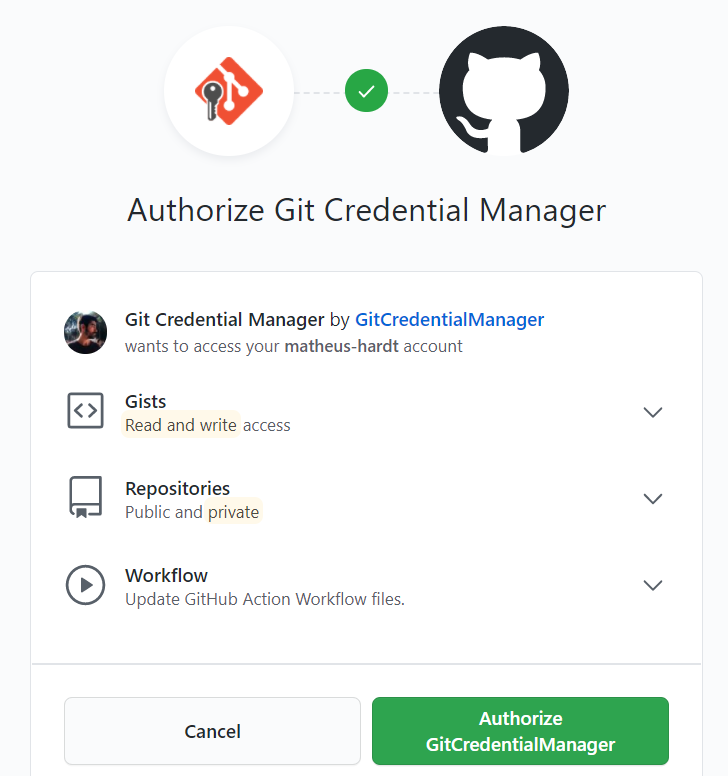 Authorize Git Credential Manager
Git Credential Manager by GitCredentialManager
wants to access your matheus-hardt account
Gists
Read and write access
Repositories
Public and private
Workflow
Update GitHub Action Workflow files.
Cancel
Authorize
GitCredentialManager